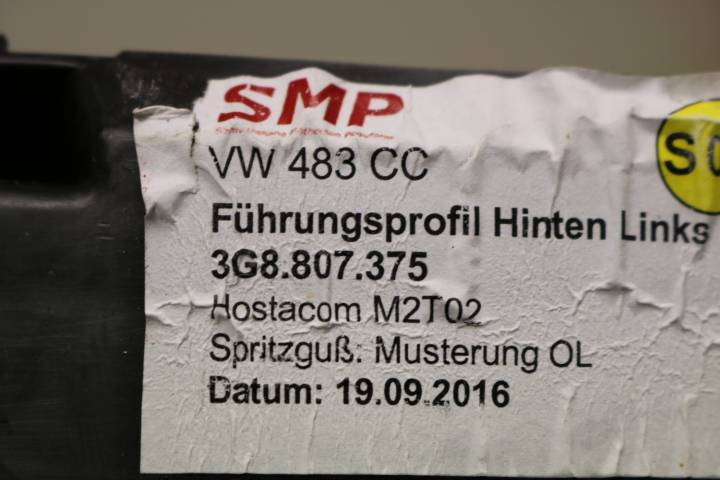 SMP
VW 483 CC
Führungsprofil Hinten Links
3G8.807.375
Hostacom M2T02
Spritzguß: Musterung OL
Datum: 19.09.2016
S